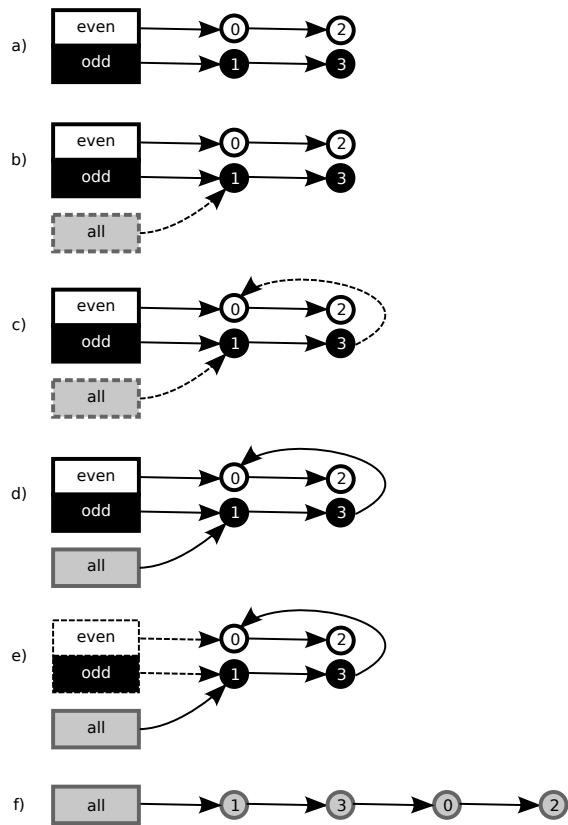 a)
even 0 2
odd 1 3
b)
even 0 2
odd 1 3
all
c)
even 0 2
odd 1 3
all
d)
even 0 2
odd 1 3
all
e)
even 0 2
odd 1 3
all
f) all 1 3 0 2